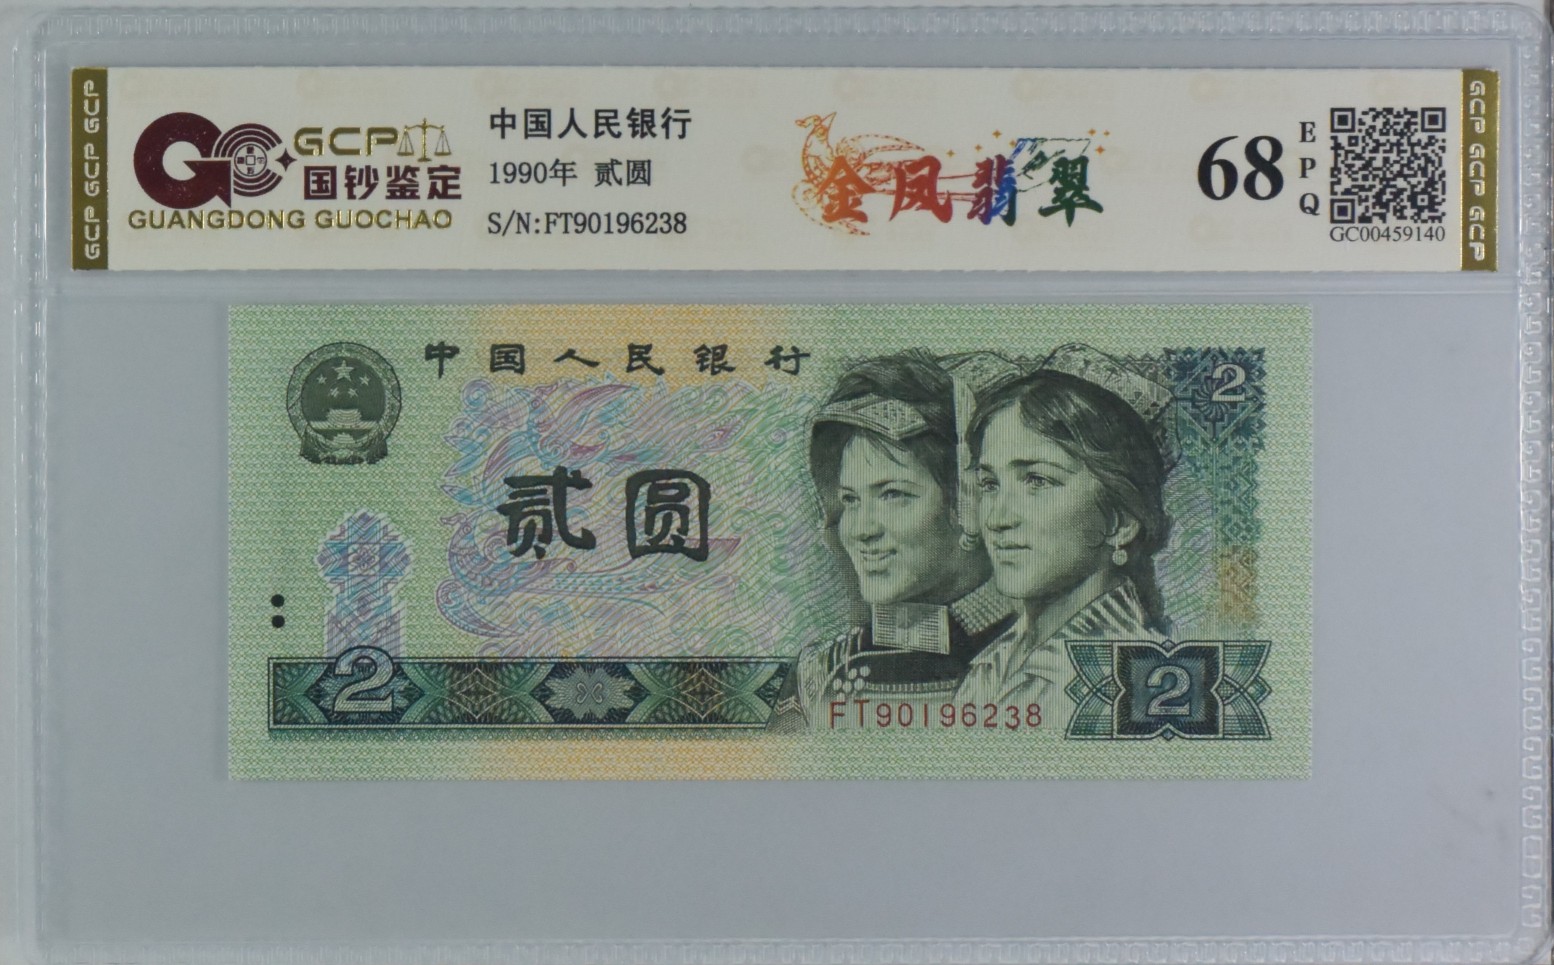 GCP
国钞鉴定
GUANGDONG GUOCHAO
中国人民银行
1990年 贰圆
S/N:FT90196238
金凤翡翠
68
EPQ
GC00459140
GCP GCP GCP
GCP GCP GCP
中国人民银行
2
贰圆
2
FT90196238
2